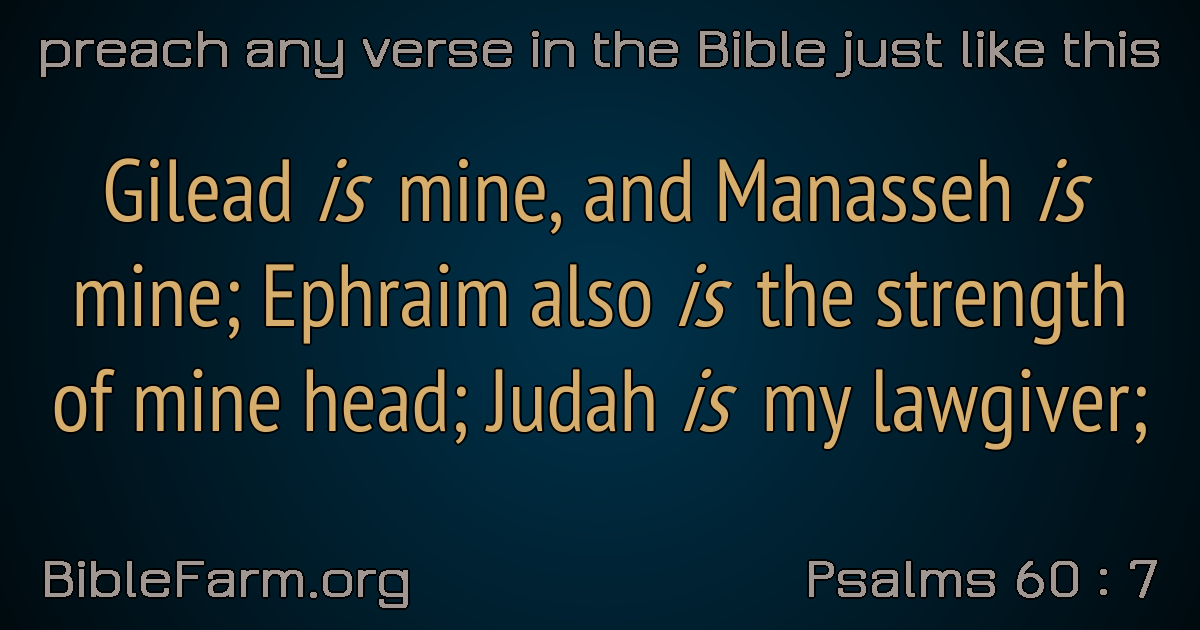 preach any verse in the Bible just like this
Gilead is mine, and Manasseh is
mine; Ephraim also is the strength
of mine head; Judah is my lawgiver;
BibleFarm.org
Psalms 60 : 7